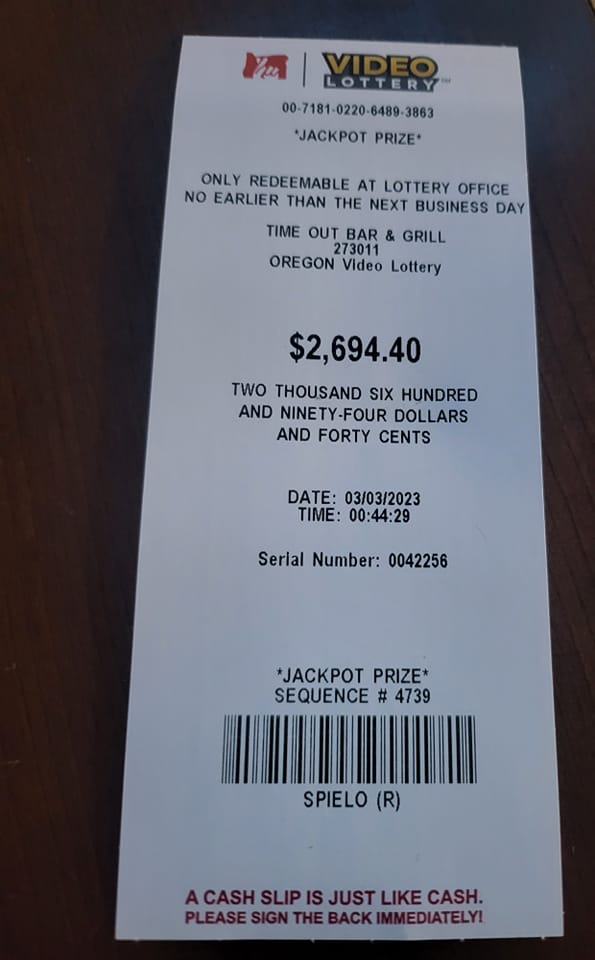 VIDEO
LOTTERY™
00-7181-0220-6489-3863
*JACKPOT PRIZE*
ONLY REDEEMABLE AT LOTTERY OFFICE
NO EARLIER THAN THE NEXT BUSINESS DAY
TIME OUT BAR & GRILL
273011
OREGON Video Lottery
$2,694.40
TWO THOUSAND SIX HUNDRED
AND NINETY-FOUR DOLLARS
AND FORTY CENTS
DATE: 03/03/2023
TIME: 00:44:29
Serial Number: 0042256
*JACKPOT PRIZE*
SEQUENCE # 4739
SPIELO (R)
A CASH SLIP IS JUST LIKE CASH.
PLEASE SIGN THE BACK IMMEDIATELY!